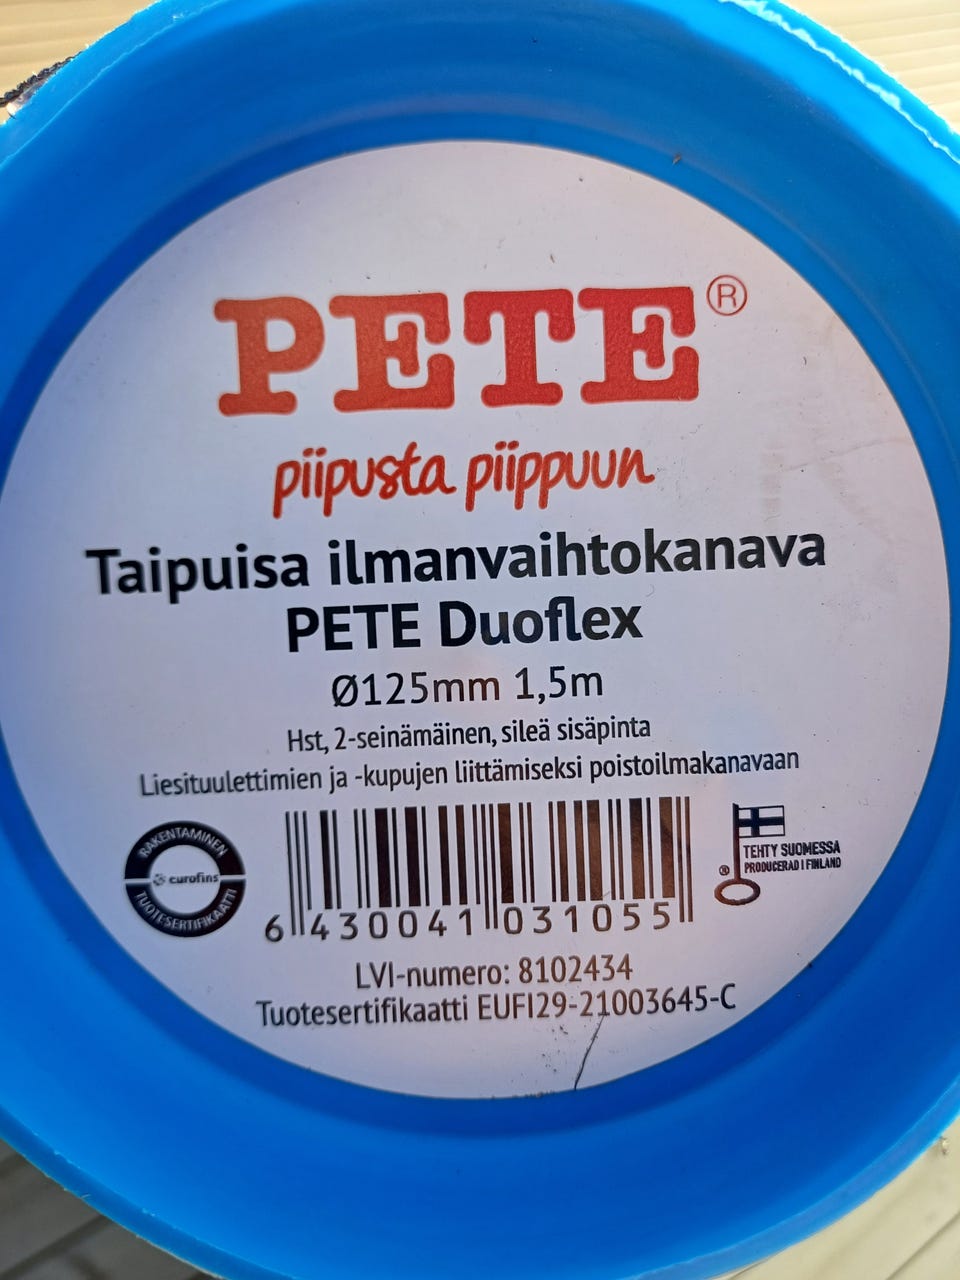 PETE®
piipusta piippuun
Taipuisa ilmanvaihtokanava
PETE Duoflex
Ø125mm 1,5m
Hst, 2-seinämäinen, sileä sisäpinta
Liesituulettimien ja -kupujen liittämiseksi poistoilmakanavaan
RAKENTAMINEN
eurofins
TUOTESERTIFIKAATTI
6 430041 031055
® TEHTY SUOMESSA
PRODUCERAD I FINLAND
LVI-numero: 8102434
Tuotesertifikaatti EUFI29-21003645-C